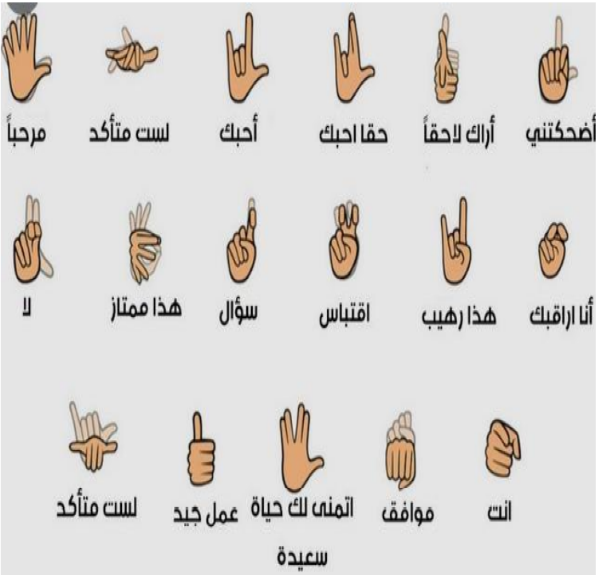 أضحكتني أراك لاحقاً حقا احبك أحبك لست متأكد مرحباً
أنا اراقبك هذا رهيب اقتباس سؤال هذا ممتاز لا
انت موافق اتمنى لك حياة عمل جيد لست متأكد
سعيدة